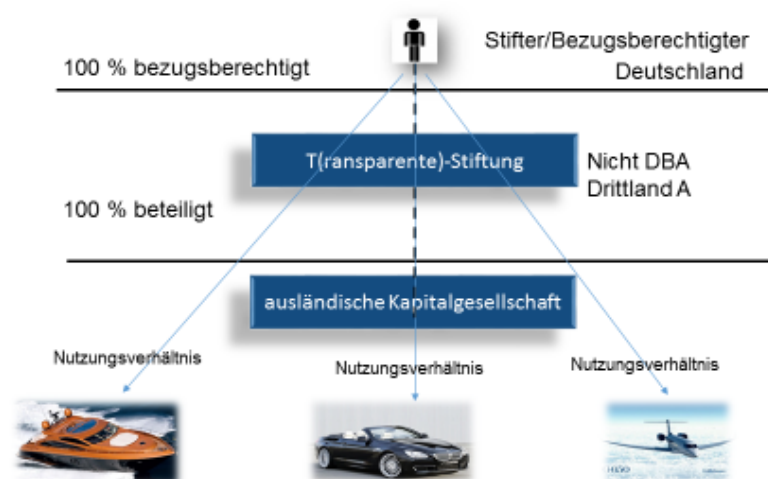 Stifter/Bezugsberechtigter
Deutschland
100 % bezugsberechtigt
T(ransparente)-Stiftung
Nicht DBA
Drittland A
100 % beteiligt
ausländische Kapitalgesellschaft
Nutzungsverhältnis
Nutzungsverhältnis
Nutzungsverhältnis